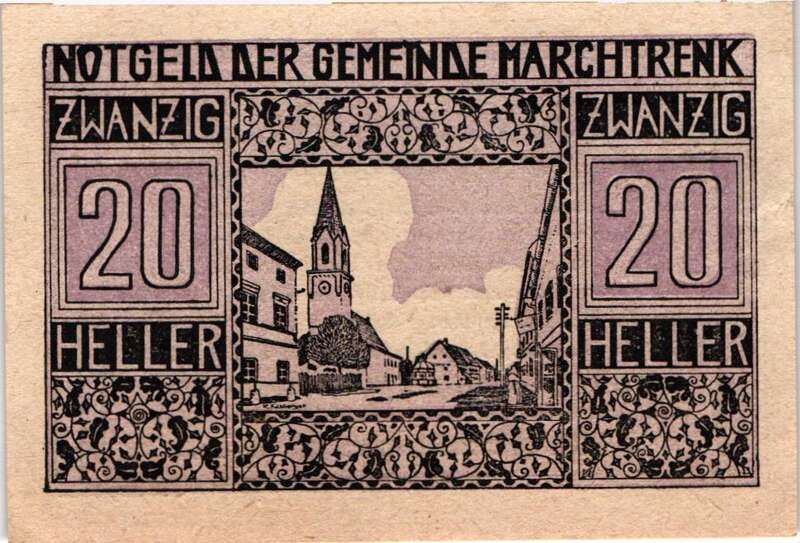 NOTGELD DER GEMEINDE MARCHTRENK
ZWANZIG
20
HELLER
ZWANZIG
20
HELLER